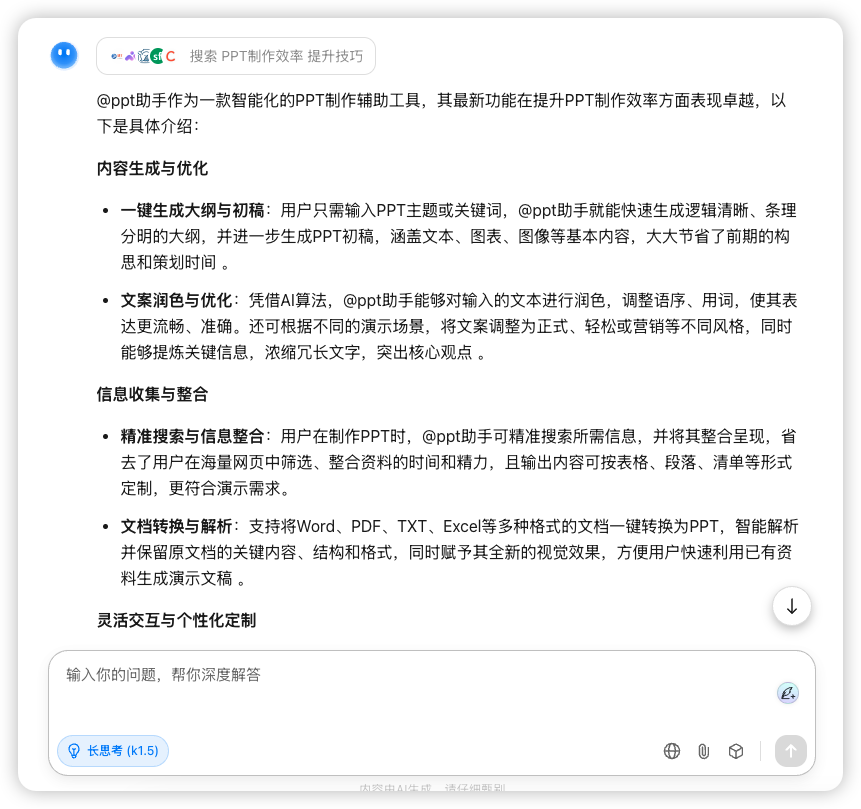 搜索 PPT制作效率 提升技巧
@ppt助手作为一款智能化的PPT制作辅助工具，其最新功能在提升PPT制作效率方面表现卓越，以
下是具体介绍：
内容生成与优化
• 一键生成大纲与初稿：用户只需输入PPT主题或关键词，@ppt助手就能快速生成逻辑清晰、条理
分明的大纲，并进一步生成PPT初稿，涵盖文本、图表、图像等基本内容，大大节省了前期的构
思和策划时间 。
• 文案润色与优化：凭借AI算法，@ppt助手能够对输入的文本进行润色，调整语序、用词，使其表
达更流畅、准确。还可根据不同的演示场景，将文案调整为正式、轻松或营销等不同风格，同时
能够提炼关键信息，浓缩冗长文字，突出核心观点 。
信息收集与整合
• 精准搜索与信息整合：用户在制作PPT时，@ppt助手可精准搜索所需信息，并将其整合呈现，省
去了用户在海量网页中筛选、整合资料的时间和精力，且输出内容可按表格、段落、清单等形式
定制，更符合演示需求。
• 文档转换与解析：支持将Word、PDF、TXT、Excel等多种格式的文档一键转换为PPT，智能解析
并保留原文档的关键内容、结构和格式，同时赋予其全新的视觉效果，方便用户快速利用已有资
料生成演示文稿 。
灵活交互与个性化定制
输入你的问题，帮你深度解答
长思考 (k1.5)
内容由AI生成，请仔细甄别